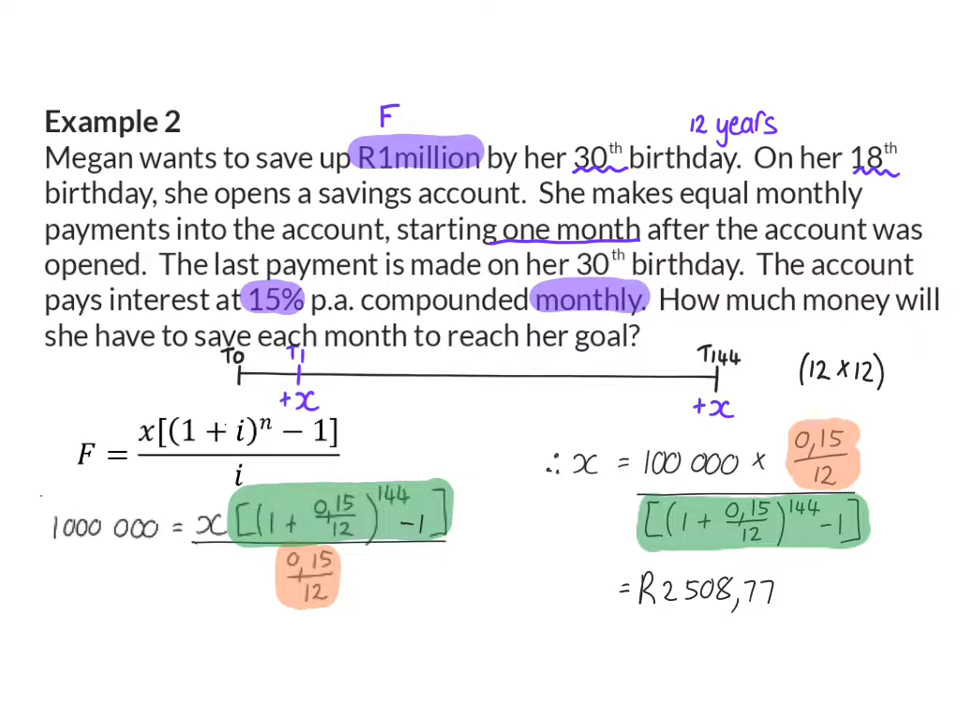 F
12 years
Example 2
Megan wants to save up R1million by her 30th birthday. On her 18th
birthday, she opens a savings account. She makes equal monthly
payments into the account, starting one month after the account was
opened. The last payment is made on her 30th birthday. The account
pays interest at 15% p.a. compounded monthly. How much money will
she have to save each month to reach her goal?
T0 T1 T144 (12 x 12)
+x +x
F = x[(1 + i)^n − 1] / i
1000 000 = x[(1 + 0,15/12)^144 -1] / (0,15/12)
∴ x = 100 000 × 0,15/12 / [(1 + 0,15/12)^144 -1]
= R2 508,77